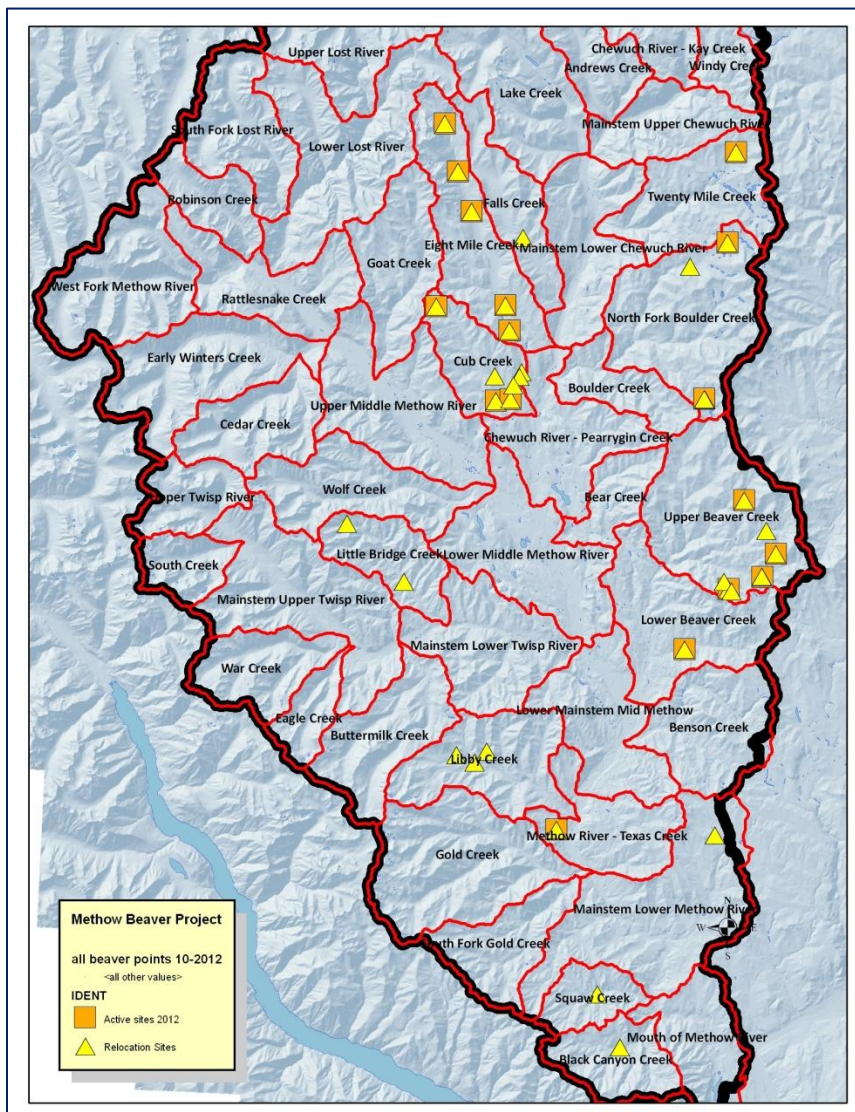 Upper Lost River
Chewuch River - Kay Creek
Andrews Creek
Windy Cree
Lake Creek
South Fork Lost River
Mainstem Upper Chewuch River
Lower Lost River
Robinson Creek
Falls Creek
Twenty Mile Creek
Eight Mile Creek
Mainstem Lower Chewuch River
Goat Creek
West Fork Methow River
Rattlesnake Creek
North Fork Boulder Creek
Early Winters Creek
Cub Creek
Boulder Creek
Upper Middle Methow River
Cedar Creek
Chewuch River - Pearrygin Creek
Upper Twisp River
Wolf Creek
Bear Creek
Upper Beaver Creek
Little Bridge Creek
Lower Middle Methow River
South Creek
Mainstem Upper Twisp River
Lower Beaver Creek
Mainstem Lower Twisp River
War Creek
Eagle Creek
Buttermilk Creek
Lower Mainstem Mid Methow
Benson Creek
Libby Creek
Methow River - Texas Creek
Gold Creek
Mainstem Lower Methow River
N
W
E
S
South Fork Gold Creek
Squaw Creek
Mouth of Methow River
Black Canyon Creek
Methow Beaver Project
all beaver points 10-2012
<all other values>
IDENT
Active sites 2012
Relocation Sites